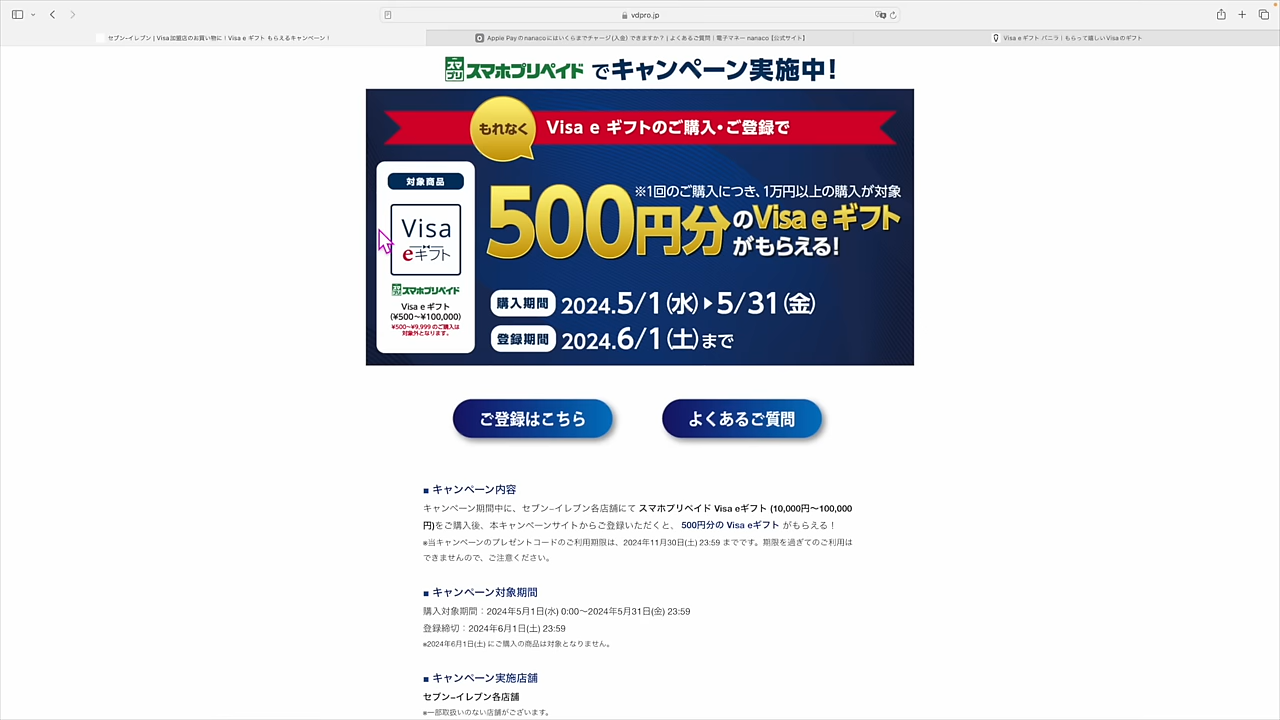 vdpro.jp
セブン‐イレブン | Visa加盟店のお買い物に！Visa e ギフト もらえるキャンペーン！
Apple Payのnanacoにはいくらまでチャージ(入金) できますか？ | よくあるご質問｜電子マネー nanaco【公式サイト】
Visa e ギフト バニラ｜もらって嬉しいVisaのギフト
スマプリ スマホプリペイド でキャンペーン実施中！
もれなく Visa e ギフトのご購入・ご登録で
対象商品
Visa
eギフト
スマプリ スマホプリペイド
Visa e ギフト
(¥500~¥100,000)
¥500~¥9,999 のご購入は
対象外となります。
※1回のご購入につき、1万円以上の購入が対象
500円分のVisa e ギフト
がもらえる！
購入期間 2024.5/1(水)▶5/31(金)
登録期間 2024.6/1(土)まで
ご登録はこちら
よくあるご質問
■ キャンペーン内容
キャンペーン期間中に、セブン‐イレブン各店舗にて スマホプリペイド Visa eギフト (10,000円〜100,000
円)をご購入後、本キャンペーンサイトからご登録いただくと、 500円分の Visa eギフト がもらえる！
※当キャンペーンのプレゼントコードのご利用期限は、2024年11月30日(土) 23:59 までです。期限を過ぎてのご利用は
できませんので、ご注意ください。
■ キャンペーン対象期間
購入対象期間：2024年5月1日(水) 0:00〜2024年5月31日(金) 23:59
登録締切：2024年6月1日(土) 23:59
※2024年6月1日(土) にご購入の商品は対象となりません。
■ キャンペーン実施店舗
セブン‐イレブン各店舗
※一部取扱いのない店舗がございます。